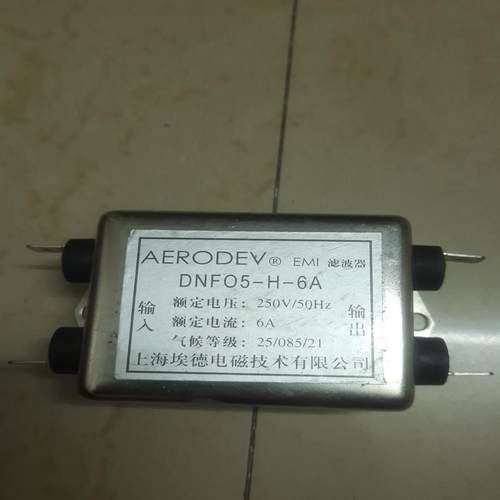 AERODEV® EMI 滤波器
DNF05-H-6A
输入
额定电压: 250V/50Hz
额定电流: 6A
气候等级: 25/085/21
输出
上海埃德电磁技术有限公司